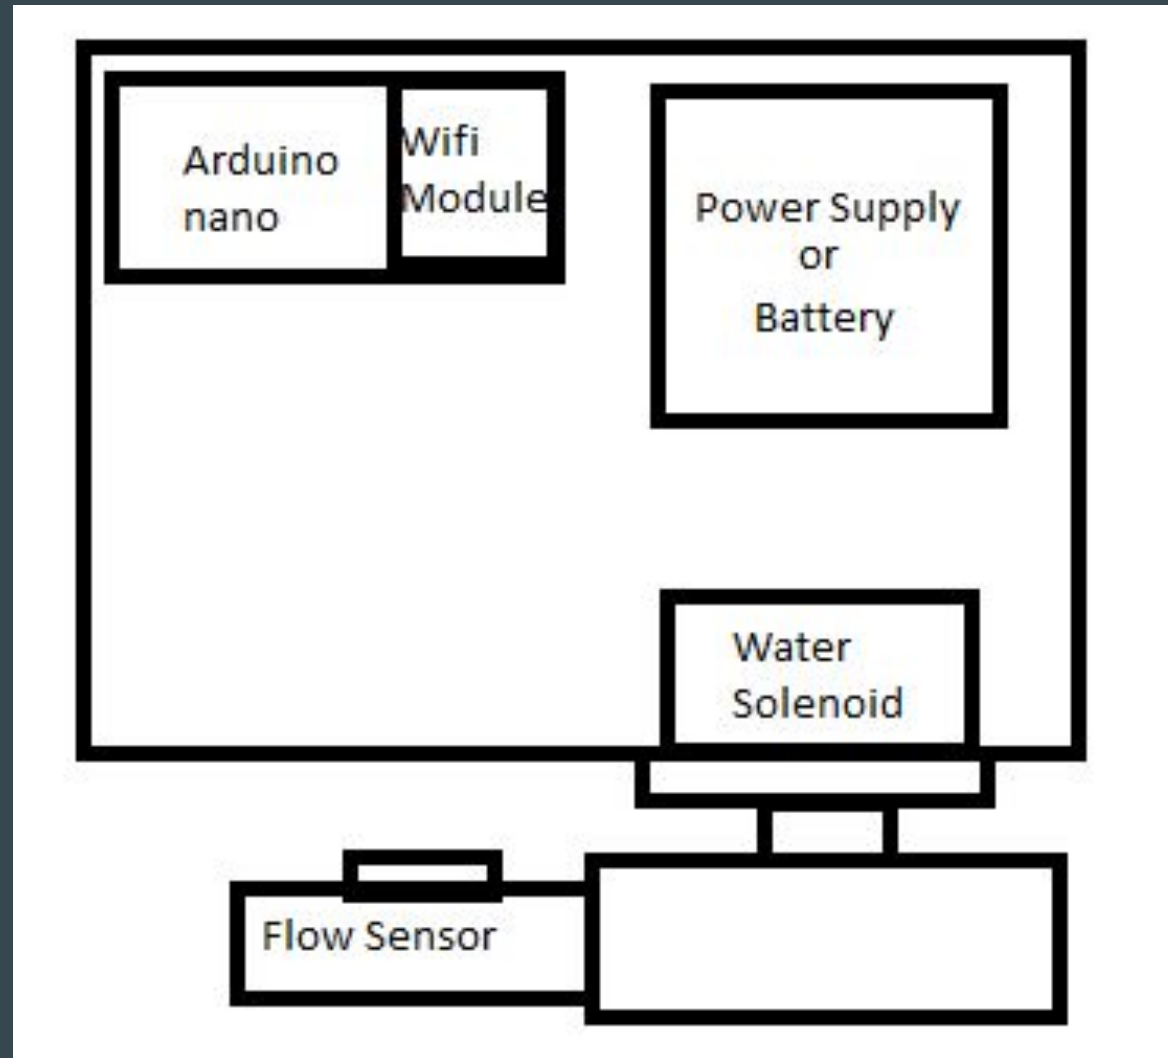 Arduino
nano
Wifi
Module
Power Supply
or
Battery
Water
Solenoid
Flow Sensor